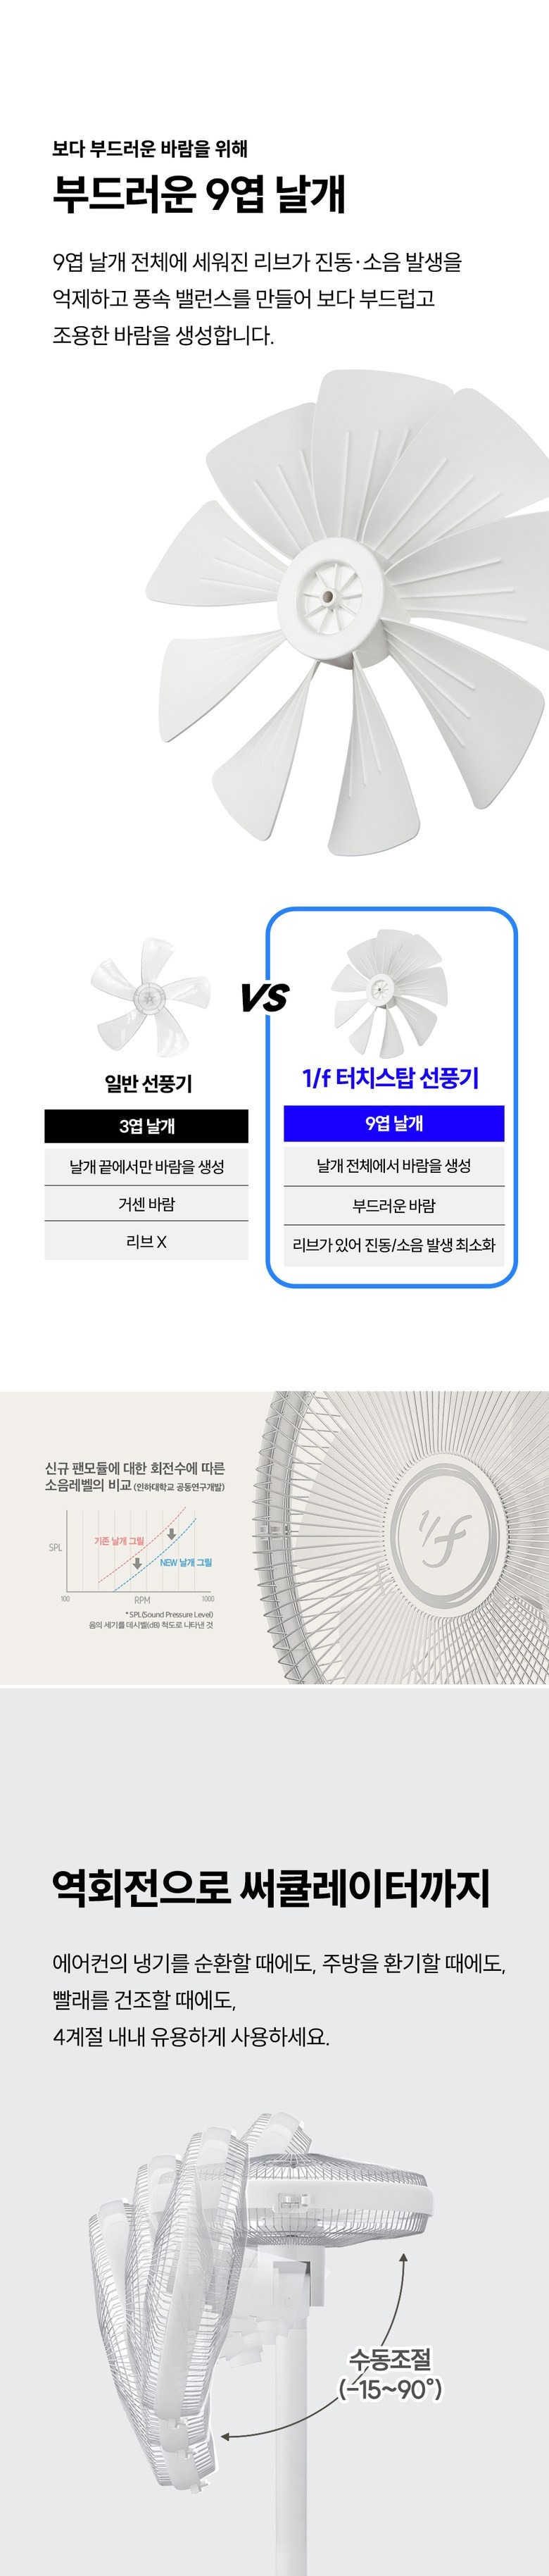 보다 부드러운 바람을 위해
부드러운 9엽 날개
9엽 날개 전체에 세워진 리브가 진동·소음 발생을
억제하고 풍속 밸런스를 만들어 보다 부드럽고
조용한 바람을 생성합니다.
VS
일반 선풍기
3엽 날개
날개 끝에서만 바람을 생성
거센 바람
리브 X
1/f 터치스탑 선풍기
9엽 날개
날개 전체에서 바람을 생성
부드러운 바람
리브가 있어 진동/소음 발생 최소화
신규 팬모듈에 대한 회전수에 따른
소음레벨의 비교 (인하대학교 공동연구개발)
SPL
기존 날개 그릴
NEW 날개 그릴
100
RPM
1000
*SPL(Sound Pressure Level)
음의 세기를 데시벨(dB) 척도로 나타낸 것
1/f
역회전으로 써큘레이터까지
에어컨의 냉기를 순환할 때에도, 주방을 환기할 때에도,
빨래를 건조할 때에도,
4계절 내내 유용하게 사용하세요.
수동조절
(-15~90°)